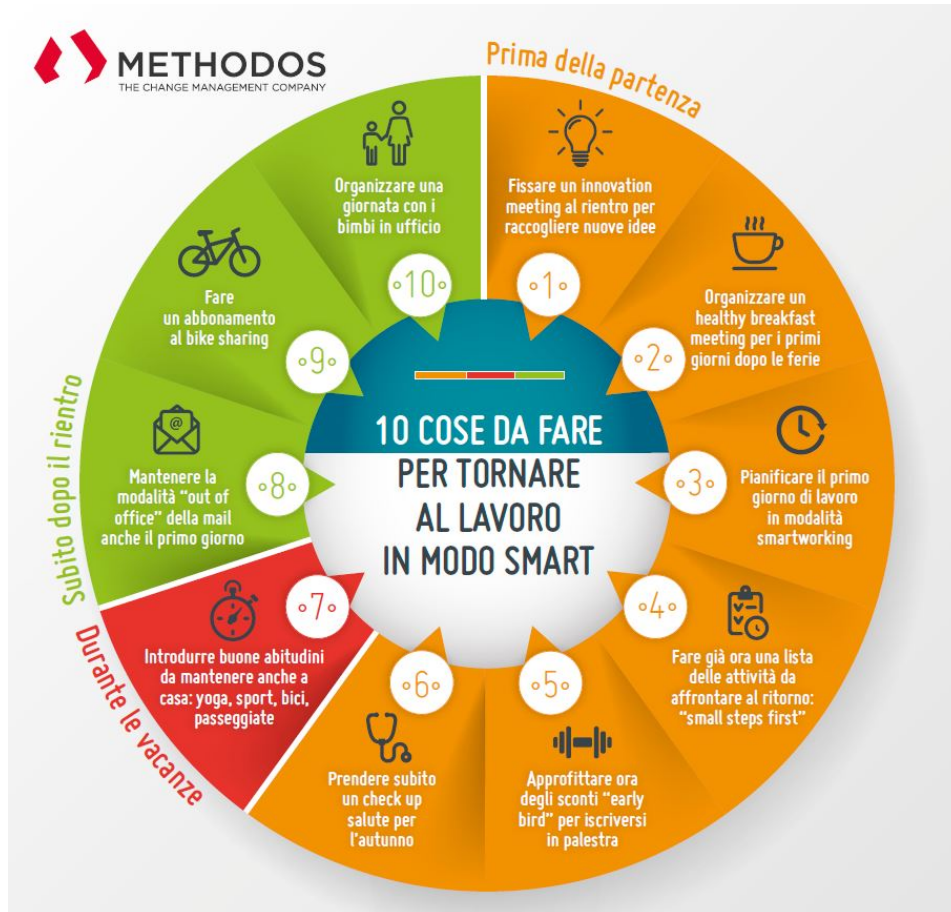 METHODOS
THE CHANGE MANAGEMENT COMPANY
10 COSE DA FARE
PER TORNARE
AL LAVORO
IN MODO SMART
Prima della partenza
Fissare un innovation
meeting al rientro per
raccogliere nuove idee
1
Organizzare un
healthy breakfast
meeting per i primi
giorni dopo le ferie
2
Pianificare il primo
giorno di lavoro
in modalità
smartworking
3
Fare già ora una lista
delle attività da
affrontare al ritorno:
“small steps first”
4
Approfittare ora
degli sconti “early
bird” per iscriversi
in palestra
5
Prendere subito
un check up
salute per
l'autunno
6
Durante le vacanze
Introdurre buone abitudini
da mantenere anche a
casa: yoga, sport, bici,
passeggiate
7
Subito dopo il rientro
@
Mantenere la
modalità “out of
office” della mail
anche il primo giorno
8
Fare
un abbonamento
al bike sharing
9
Organizzare una
giornata con i
bimbi in ufficio
10